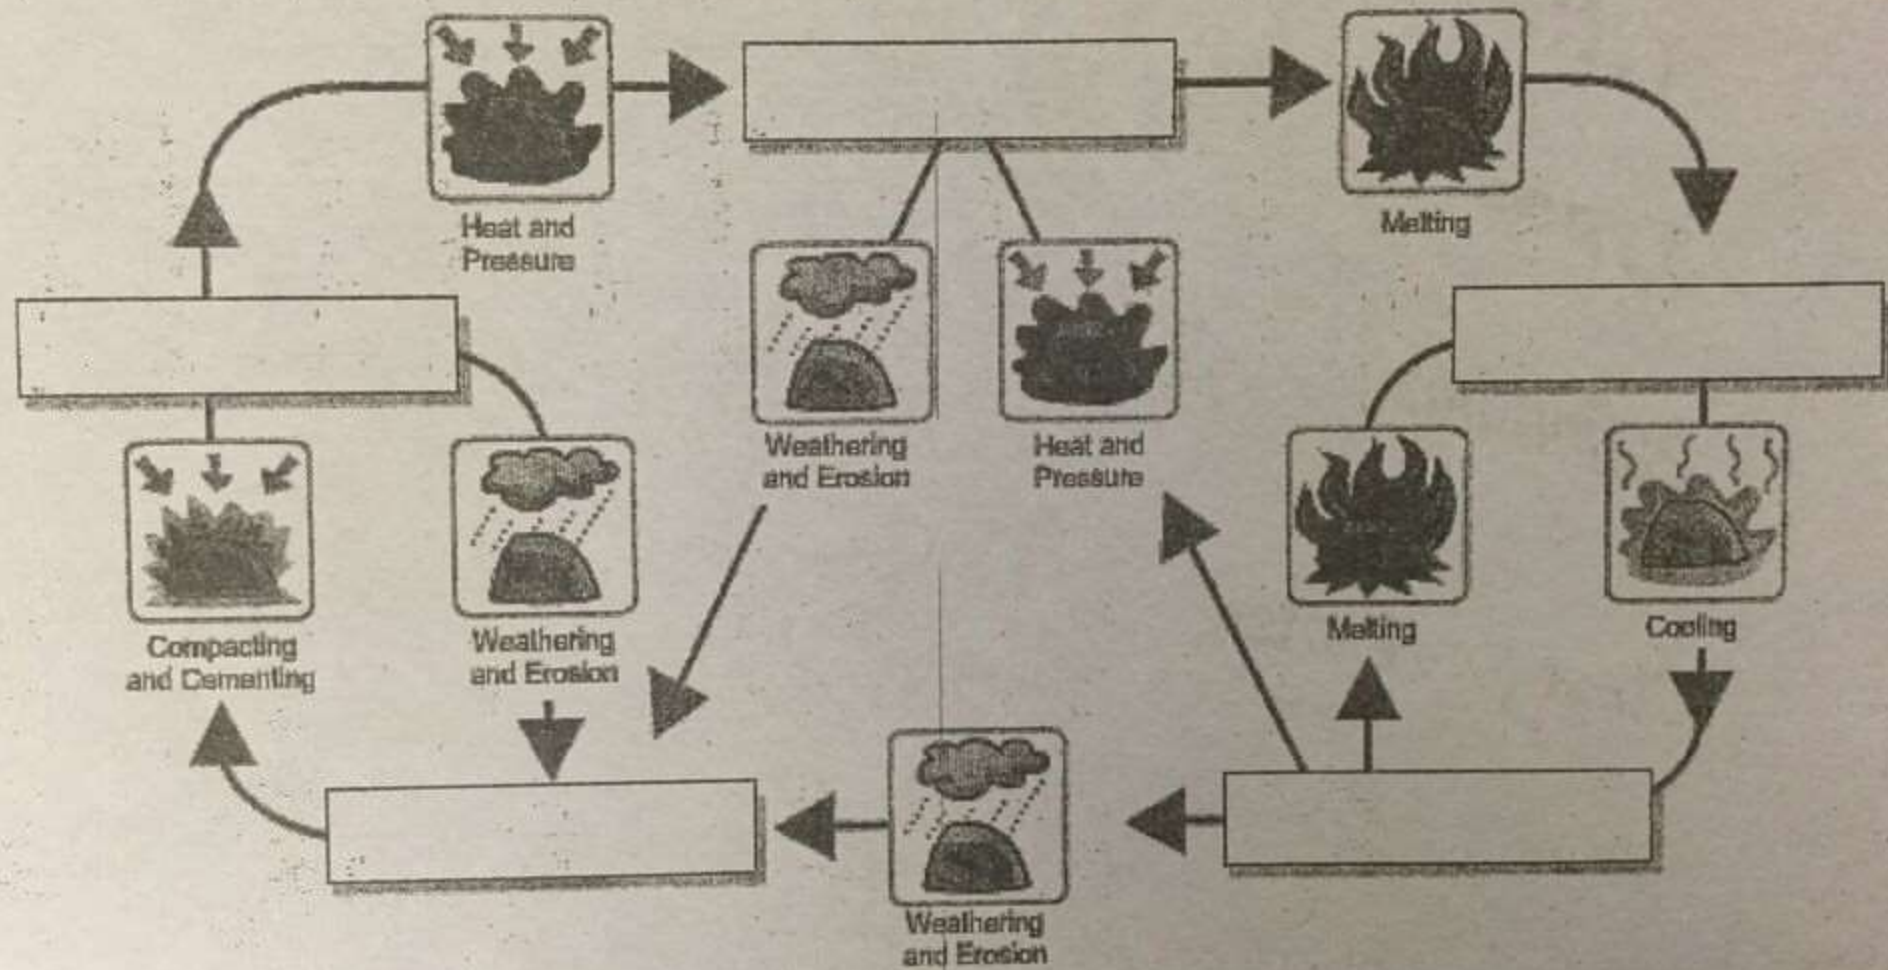 Heat and
Pressure
Melting
Weathering
and Erosion
Heat and
Pressure
Compacting
and Cementing
Weathering
and Erosion
Melting
Cooling
Weathering
and Erosion